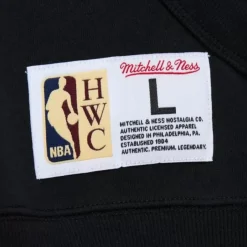 HWC
NBA
Mitchell & Ness
L
MITCHELL & NESS NOSTALGIA CO.
AUTHENTIC LICENSED APPAREL
DESIGNED IN PHILADELPHIA, PA.
ESTABLISHED 1904
AUTHENTIC. PREMIUM. LEGENDARY.